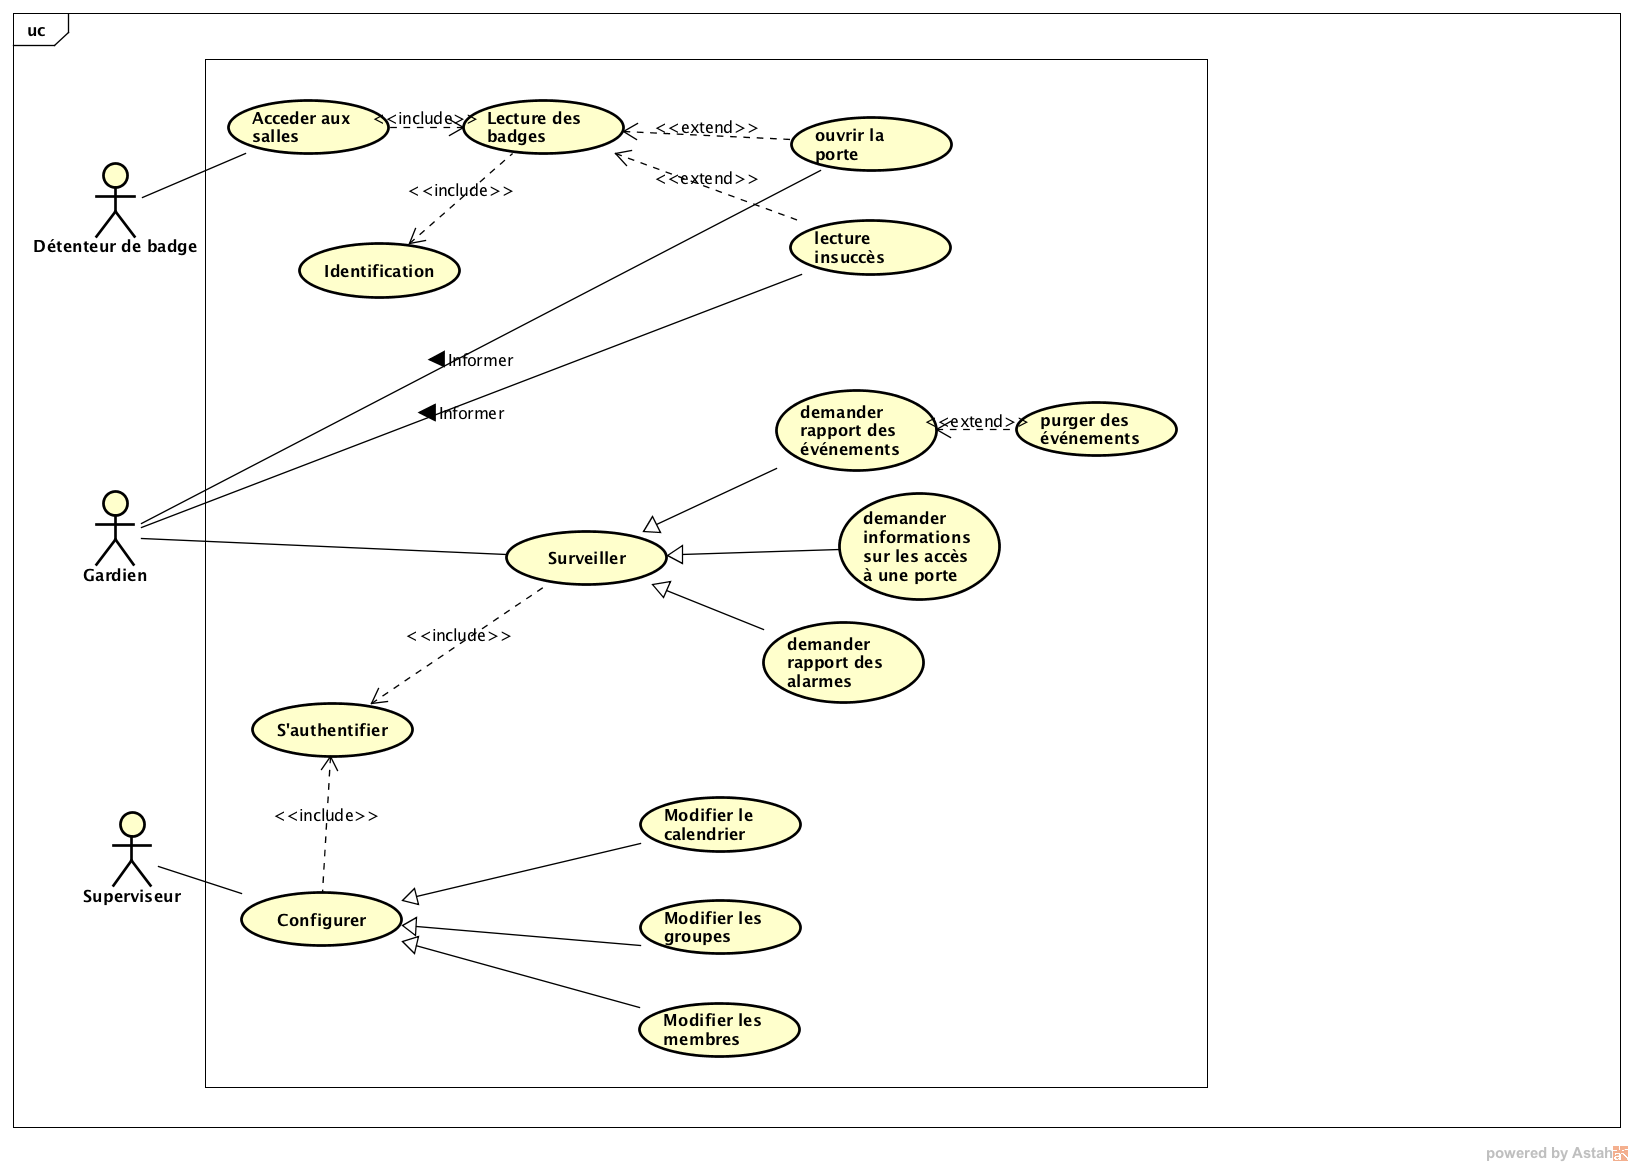 uc
Acceder aux
salles
<<include>>
Lecture des
badges
<<extend>>
ouvrir la
porte
<<extend>>
<<include>>
Détenteur de badge
lecture
insuccès
Identification
Informer
Informer
demander
rapport des
événements
<<extend>>
purger des
événements
demander
informations
sur les accès
à une porte
Surveiller
Gardien
<<include>>
demander
rapport des
alarmes
S'authentifier
<<include>>
Modifier le
calendrier
Superviseur
Configurer
Modifier les
groupes
Modifier les
membres
powered by Astah